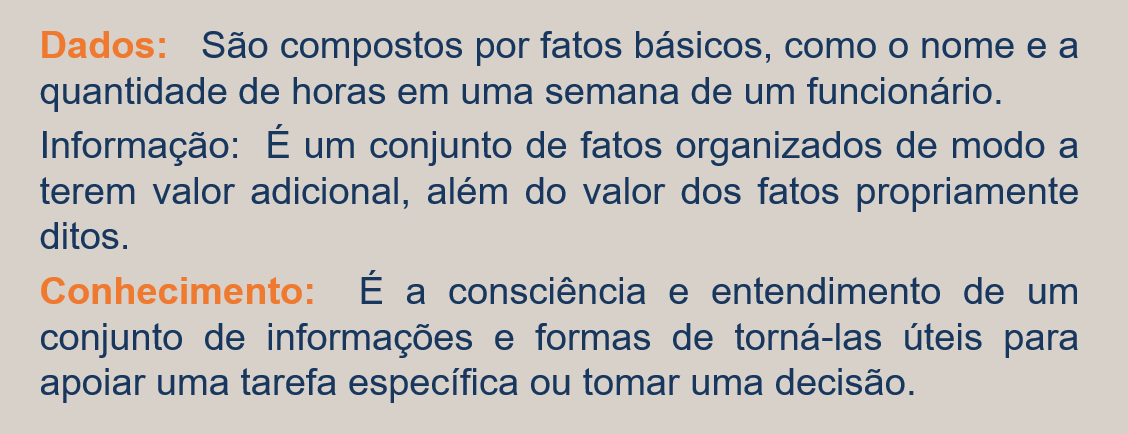 Dados: São compostos por fatos básicos, como o nome e a
quantidade de horas em uma semana de um funcionário.
Informação: É um conjunto de fatos organizados de modo a
terem valor adicional, além do valor dos fatos propriamente
ditos.
Conhecimento: É a consciência e entendimento de um
conjunto de informações e formas de torná-las úteis para
apoiar uma tarefa específica ou tomar uma decisão.